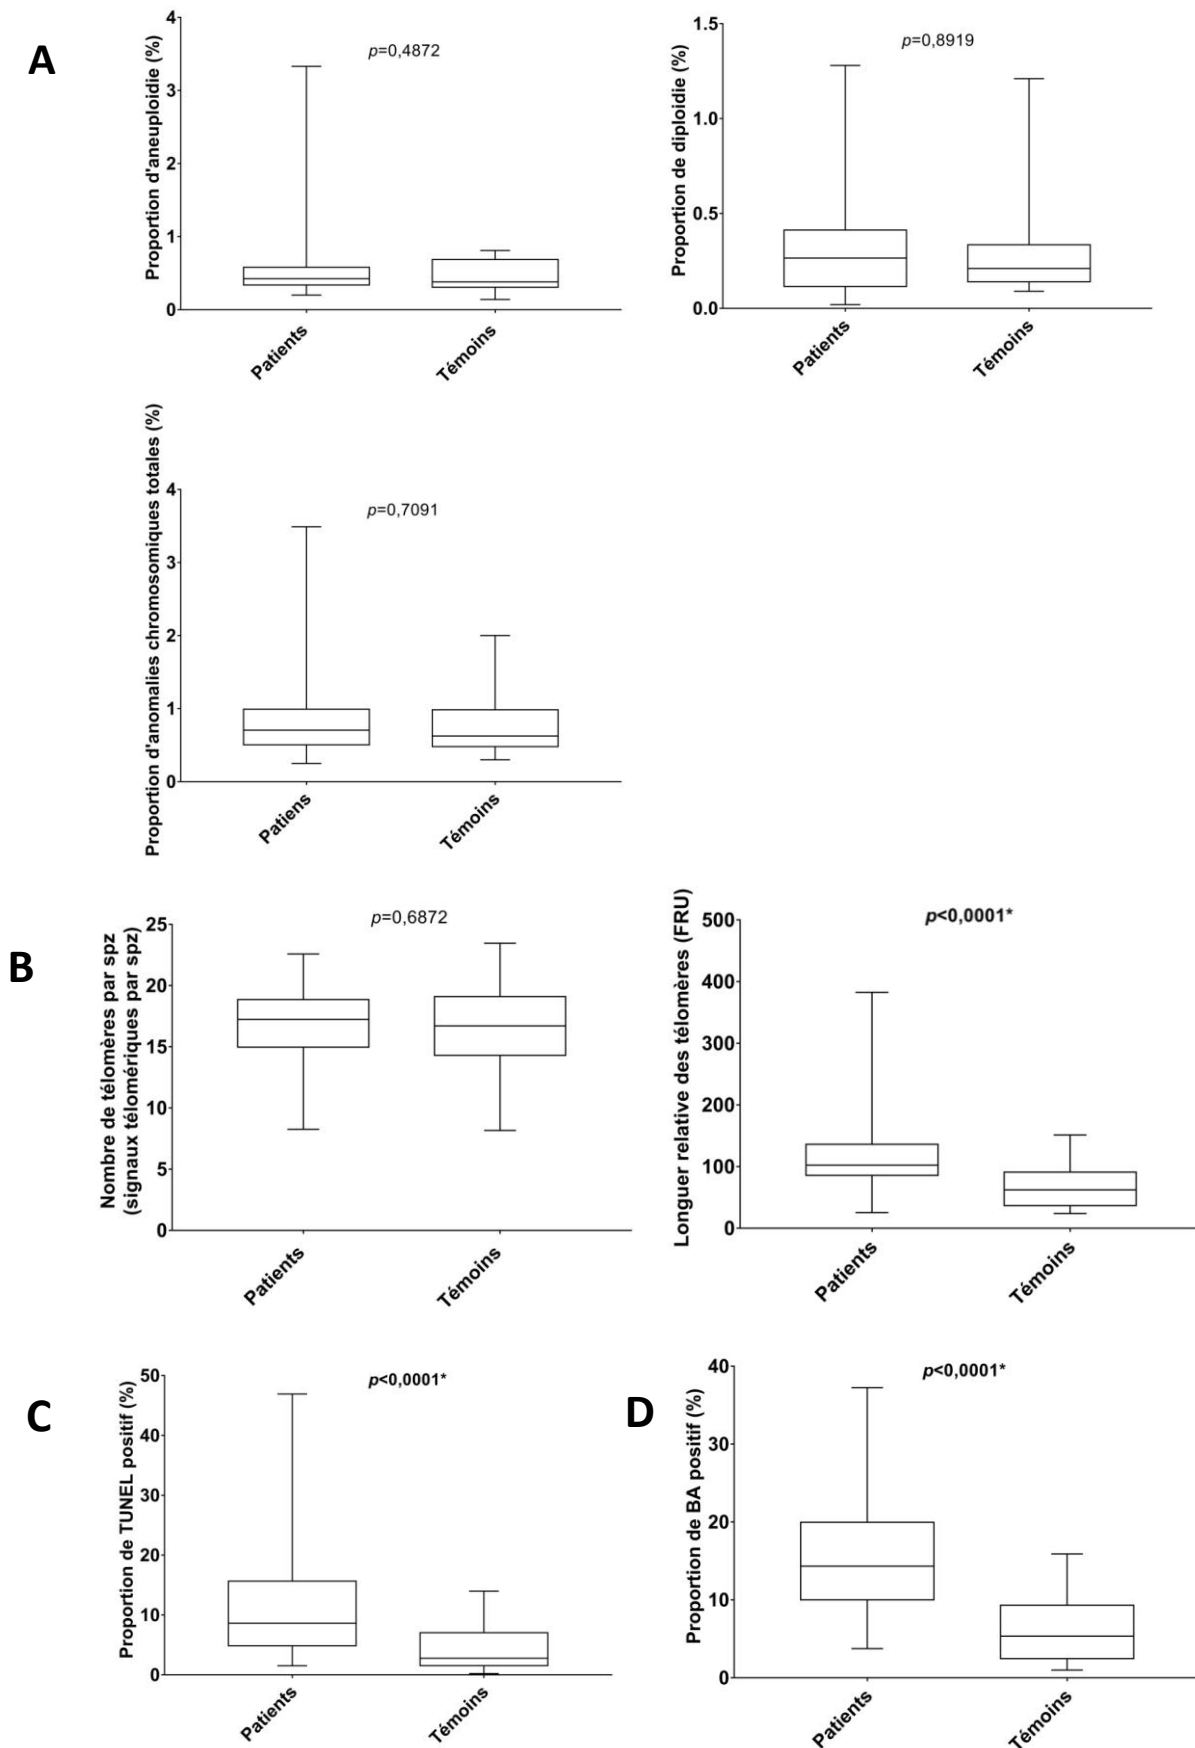 A
Proportion d'aneuploidie (%)
p=0,4872
4
3
2
1
0
Patients
Témoins
Proportion de diploidie (%)
p=0,8919
1.5
1.0
0.5
0.0
Patients
Témoins
Proportion d'anomalies chromosomiques totales (%)
p=0,7091
4
3
2
1
0
Patiens
Témoins
B
Nombre de télomères par spz
(signaux télomériques par spz)
p=0,6872
25
20
15
10
5
0
Patients
Témoins
Longuer relative des télomères (FRU)
p<0,0001*
500
400
300
200
100
0
Patients
Témoins
C
Proportion de TUNEL positif (%)
p<0,0001*
50
40
30
20
10
0
Patients
Témoins
D
Proportion de BA positif (%)
p<0,0001*
40
30
20
10
0
Patients
Témoins